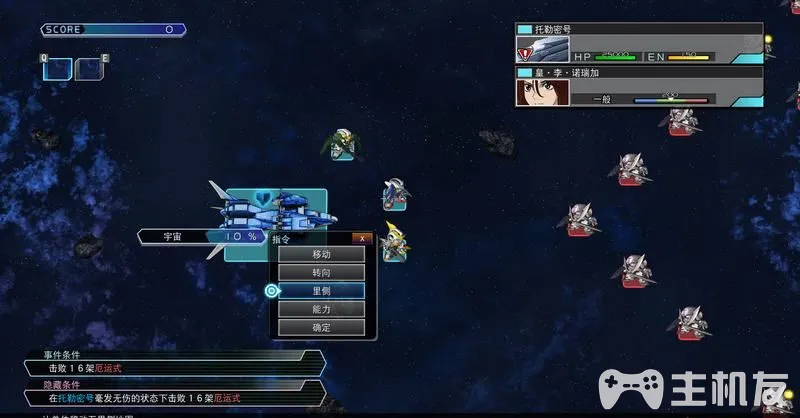 SCORE 0
Q E
托勒密号
HP 25000 EN 150
皇·李·诺瑞加
一般 200
宇宙 10%
指令 x
移动
转向
里侧
能力
确定
事件条件
击败16架厄运式
隐藏条件
在托勒密号毫发无伤的状态下击败16架厄运式
主机友